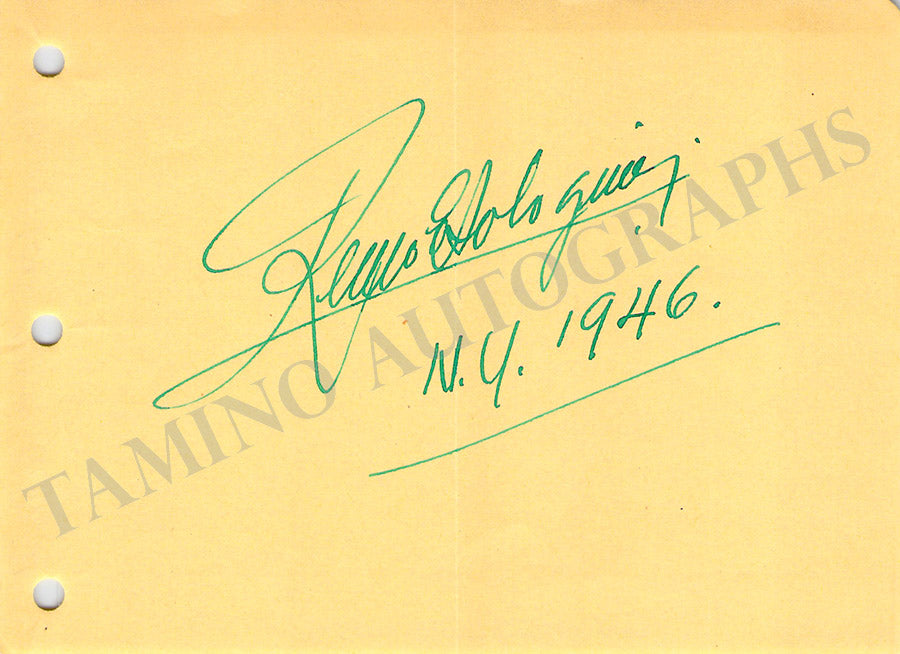 Remo Bolognini
N.Y. 1946.
TAMINO AUTOGRAPHS